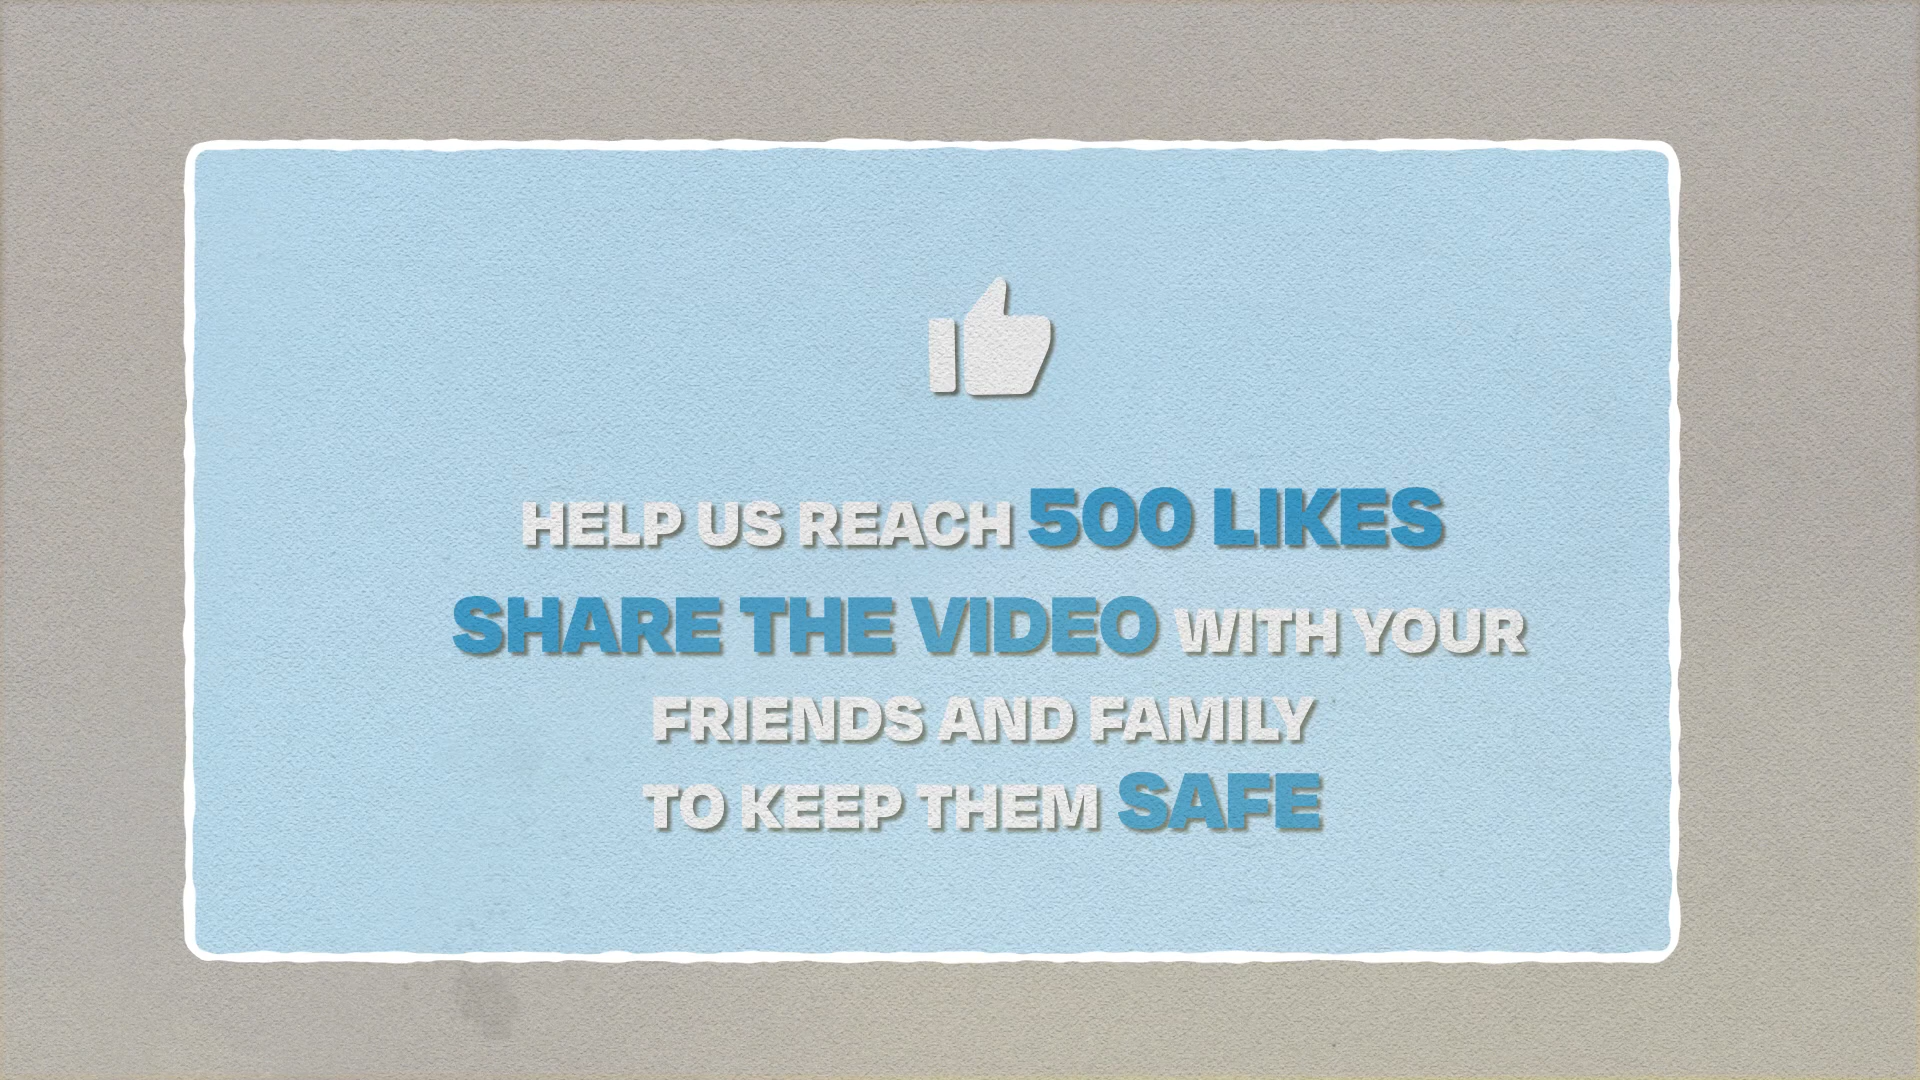 HELP US REACH 500 LIKES
SHARE THE VIDEO WITH YOUR
FRIENDS AND FAMILY
TO KEEP THEM SAFE